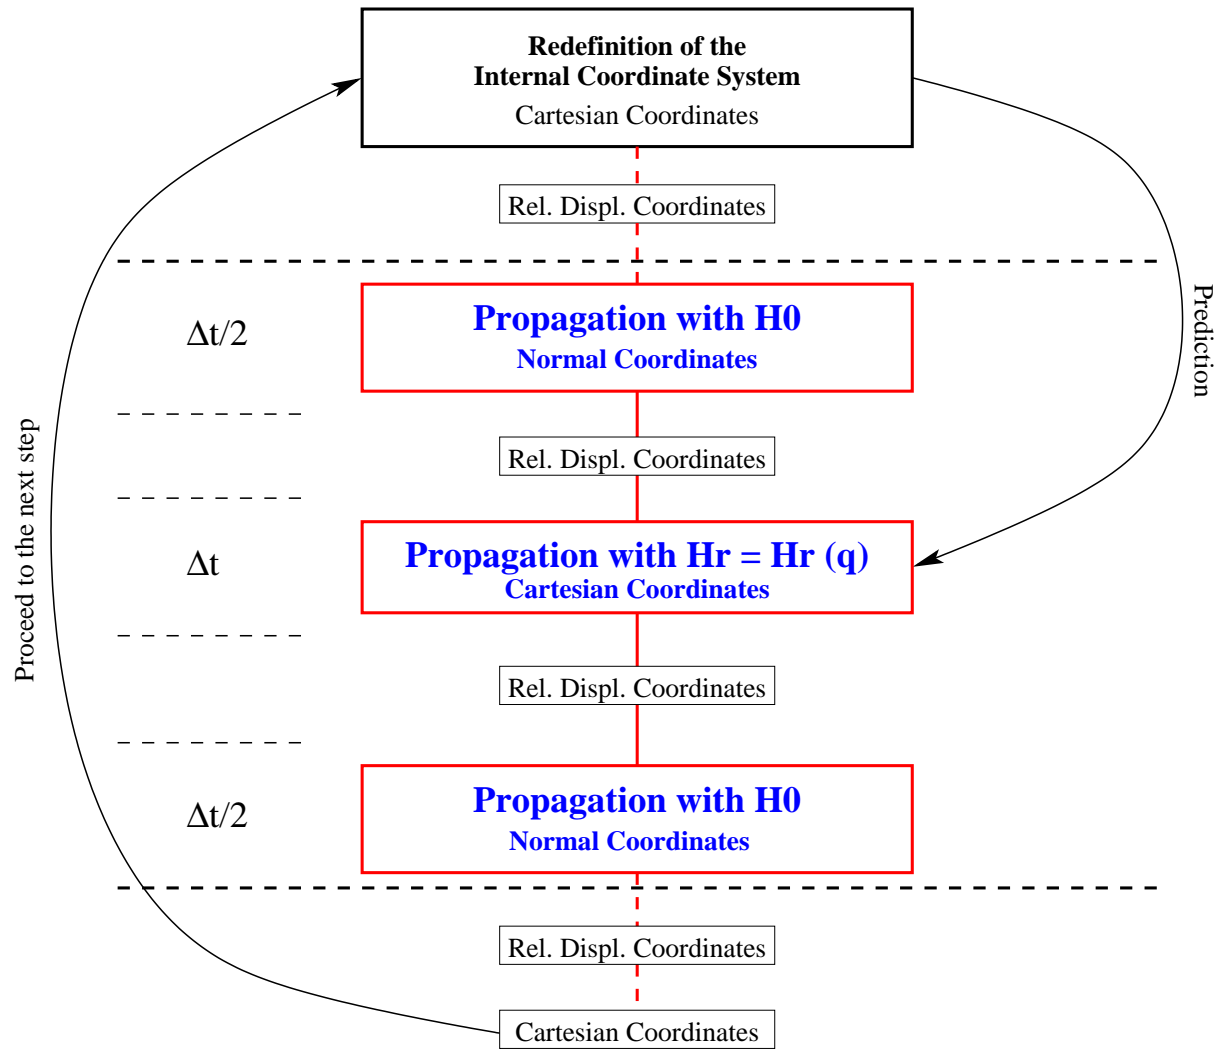 Redefinition of the
Internal Coordinate System
Cartesian Coordinates
Rel. Displ. Coordinates
Δt/2
Propagation with H0
Normal Coordinates
Prediction
Rel. Displ. Coordinates
Proceed to the next step
Δt
Propagation with Hr = Hr (q)
Cartesian Coordinates
Rel. Displ. Coordinates
Δt/2
Propagation with H0
Normal Coordinates
Rel. Displ. Coordinates
Cartesian Coordinates